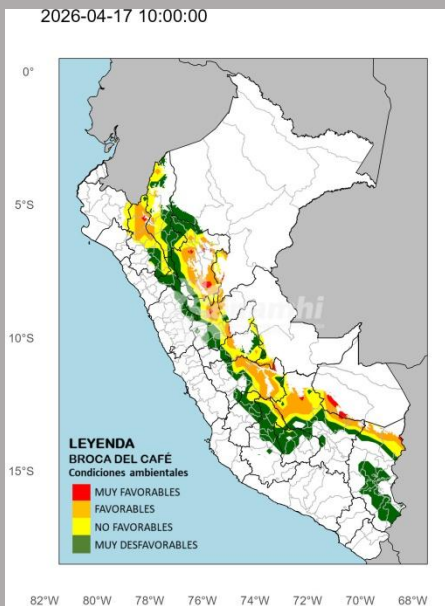 2026-04-17 10:00:00
0°
5°S
10°S
15°S
senamhi
LEYENDA
BROCA DEL CAFÉ
Condiciones ambientales
MUY FAVORABLES
FAVORABLES
NO FAVORABLES
MUY DESFAVORABLES
82°W 80°W 78°W 76°W 74°W 72°W 70°W 68°W